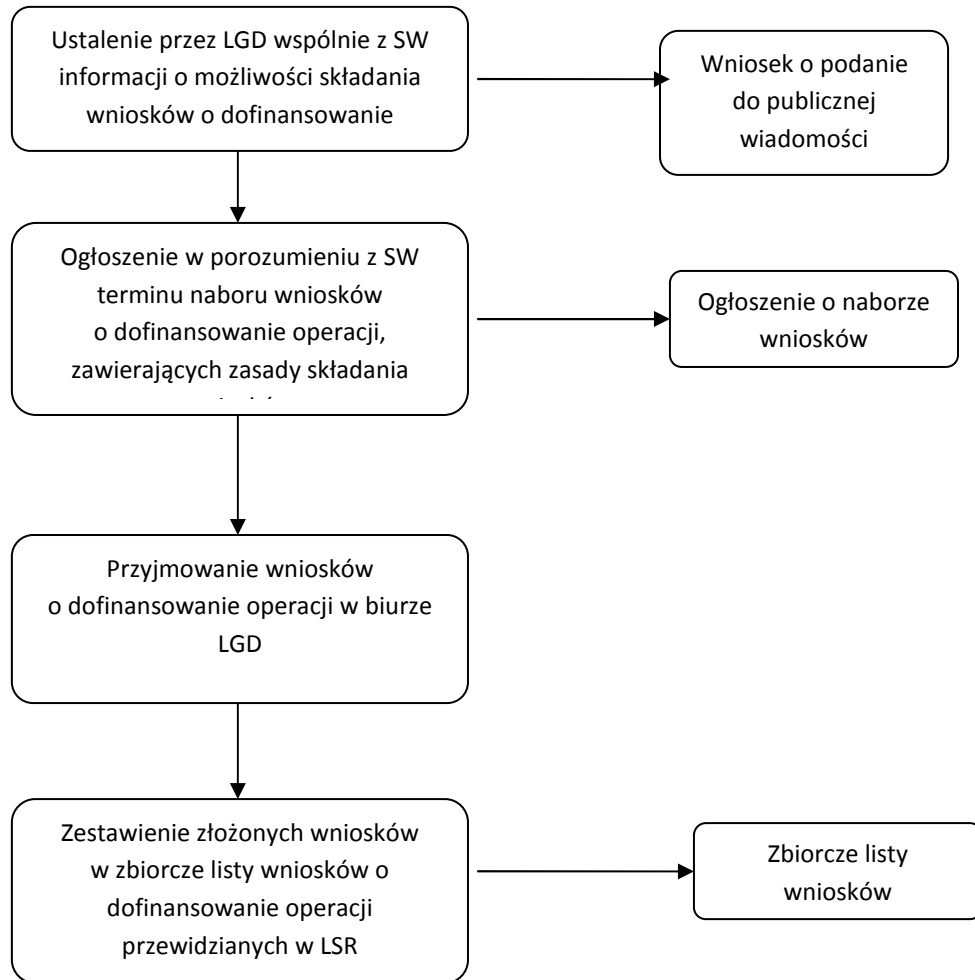 Ustalenie przez LGD wspólnie z SW
informacji o możliwości składania
wniosków o dofinansowanie
Wniosek o podanie
do publicznej
wiadomości
Ogłoszenie w porozumieniu z SW
terminu naboru wniosków
o dofinansowanie operacji,
zawierających zasady składania
Ogłoszenie o naborze
wniosków
Przyjmowanie wniosków
o dofinansowanie operacji w biurze
LGD
Zestawienie złożonych wniosków
w zbiorcze listy wniosków o
dofinansowanie operacji
przewidzianych w LSR
Zbiorcze listy
wniosków